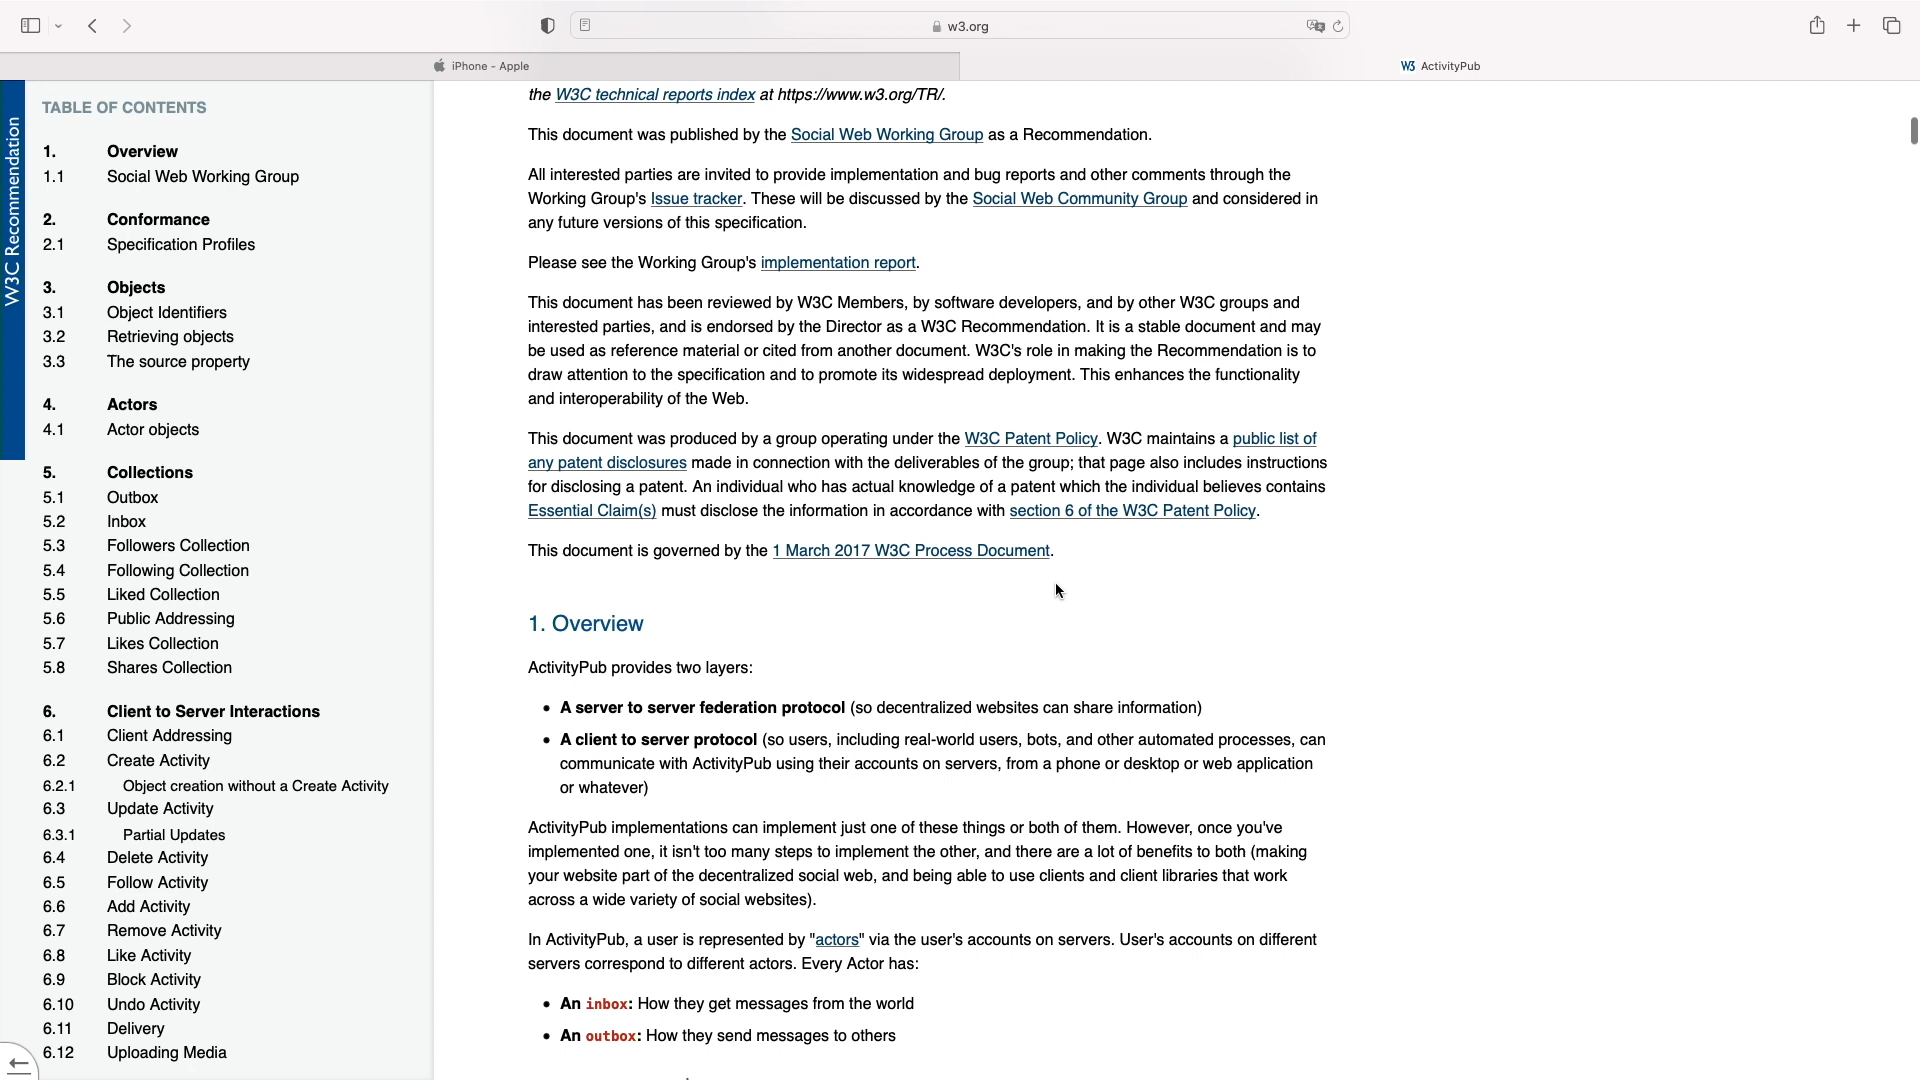 w3.org
iPhone - Apple
W3 ActivityPub
W3C Recommendation
TABLE OF CONTENTS
1. Overview
1.1 Social Web Working Group
2. Conformance
2.1 Specification Profiles
3. Objects
3.1 Object Identifiers
3.2 Retrieving objects
3.3 The source property
4. Actors
4.1 Actor objects
5. Collections
5.1 Outbox
5.2 Inbox
5.3 Followers Collection
5.4 Following Collection
5.5 Liked Collection
5.6 Public Addressing
5.7 Likes Collection
5.8 Shares Collection
6. Client to Server Interactions
6.1 Client Addressing
6.2 Create Activity
6.2.1 Object creation without a Create Activity
6.3 Update Activity
6.3.1 Partial Updates
6.4 Delete Activity
6.5 Follow Activity
6.6 Add Activity
6.7 Remove Activity
6.8 Like Activity
6.9 Block Activity
6.10 Undo Activity
6.11 Delivery
6.12 Uploading Media
the W3C technical reports index at https://www.w3.org/TR/.
This document was published by the Social Web Working Group as a Recommendation.
All interested parties are invited to provide implementation and bug reports and other comments through the
Working Group's Issue tracker. These will be discussed by the Social Web Community Group and considered in
any future versions of this specification.
Please see the Working Group's implementation report.
This document has been reviewed by W3C Members, by software developers, and by other W3C groups and
interested parties, and is endorsed by the Director as a W3C Recommendation. It is a stable document and may
be used as reference material or cited from another document. W3C's role in making the Recommendation is to
draw attention to the specification and to promote its widespread deployment. This enhances the functionality
and interoperability of the Web.
This document was produced by a group operating under the W3C Patent Policy. W3C maintains a public list of
any patent disclosures made in connection with the deliverables of the group; that page also includes instructions
for disclosing a patent. An individual who has actual knowledge of a patent which the individual believes contains
Essential Claim(s) must disclose the information in accordance with section 6 of the W3C Patent Policy.
This document is governed by the 1 March 2017 W3C Process Document.
1. Overview
ActivityPub provides two layers:
• A server to server federation protocol (so decentralized websites can share information)
• A client to server protocol (so users, including real-world users, bots, and other automated processes, can
communicate with ActivityPub using their accounts on servers, from a phone or desktop or web application
or whatever)
ActivityPub implementations can implement just one of these things or both of them. However, once you've
implemented one, it isn't too many steps to implement the other, and there are a lot of benefits to both (making
your website part of the decentralized social web, and being able to use clients and client libraries that work
across a wide variety of social websites).
In ActivityPub, a user is represented by "actors" via the user's accounts on servers. User's accounts on different
servers correspond to different actors. Every Actor has:
• An inbox: How they get messages from the world
• An outbox: How they send messages to others